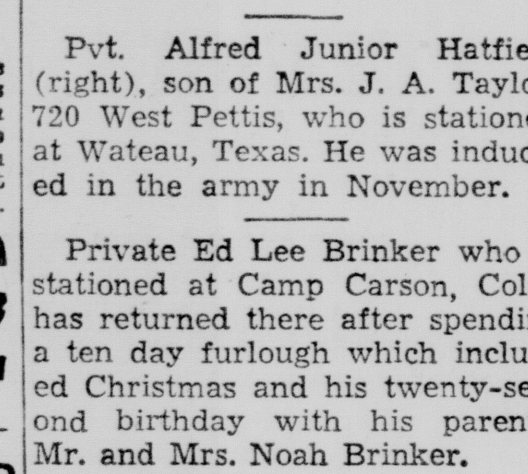 Pvt. Alfred Junior Hatfie
(right), son of Mrs. J. A. Taylo
720 West Pettis, who is statione
at Wateau, Texas. He was induc
ed in the army in November.
Private Ed Lee Brinker who
stationed at Camp Carson, Col
has returned there after spendi
a ten day furlough which inclu
ed Christmas and his twenty-se
ond birthday with his paren
Mr. and Mrs. Noah Brinker.